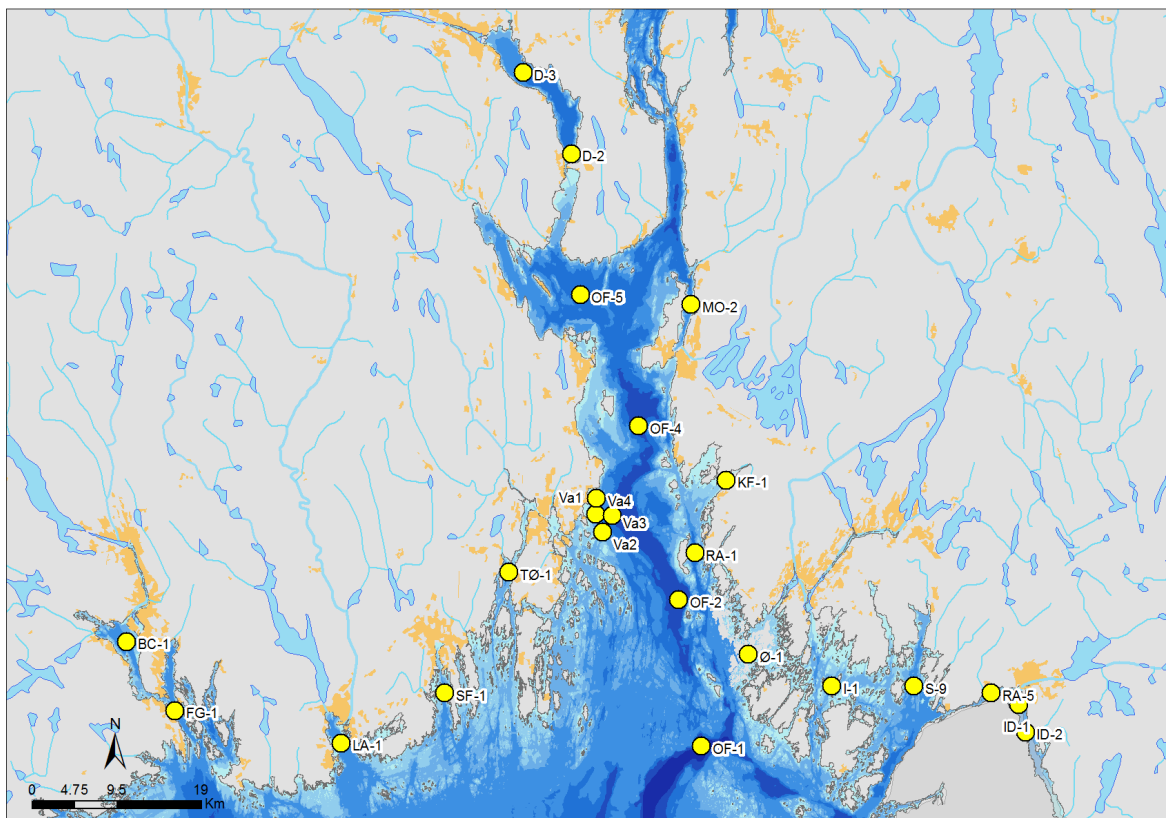 D-3
D-2
OF-5
MO-2
OF-4
KF-1
Va1
Va4
Va3
Va2
RA-1
TØ-1
OF-2
BC-1
Ø-1
I-1
S-9
RA-5
SF-1
FG-1
ID-1
ID-2
N
LA-1
OF-1
0 4.75 9.5 19
Km